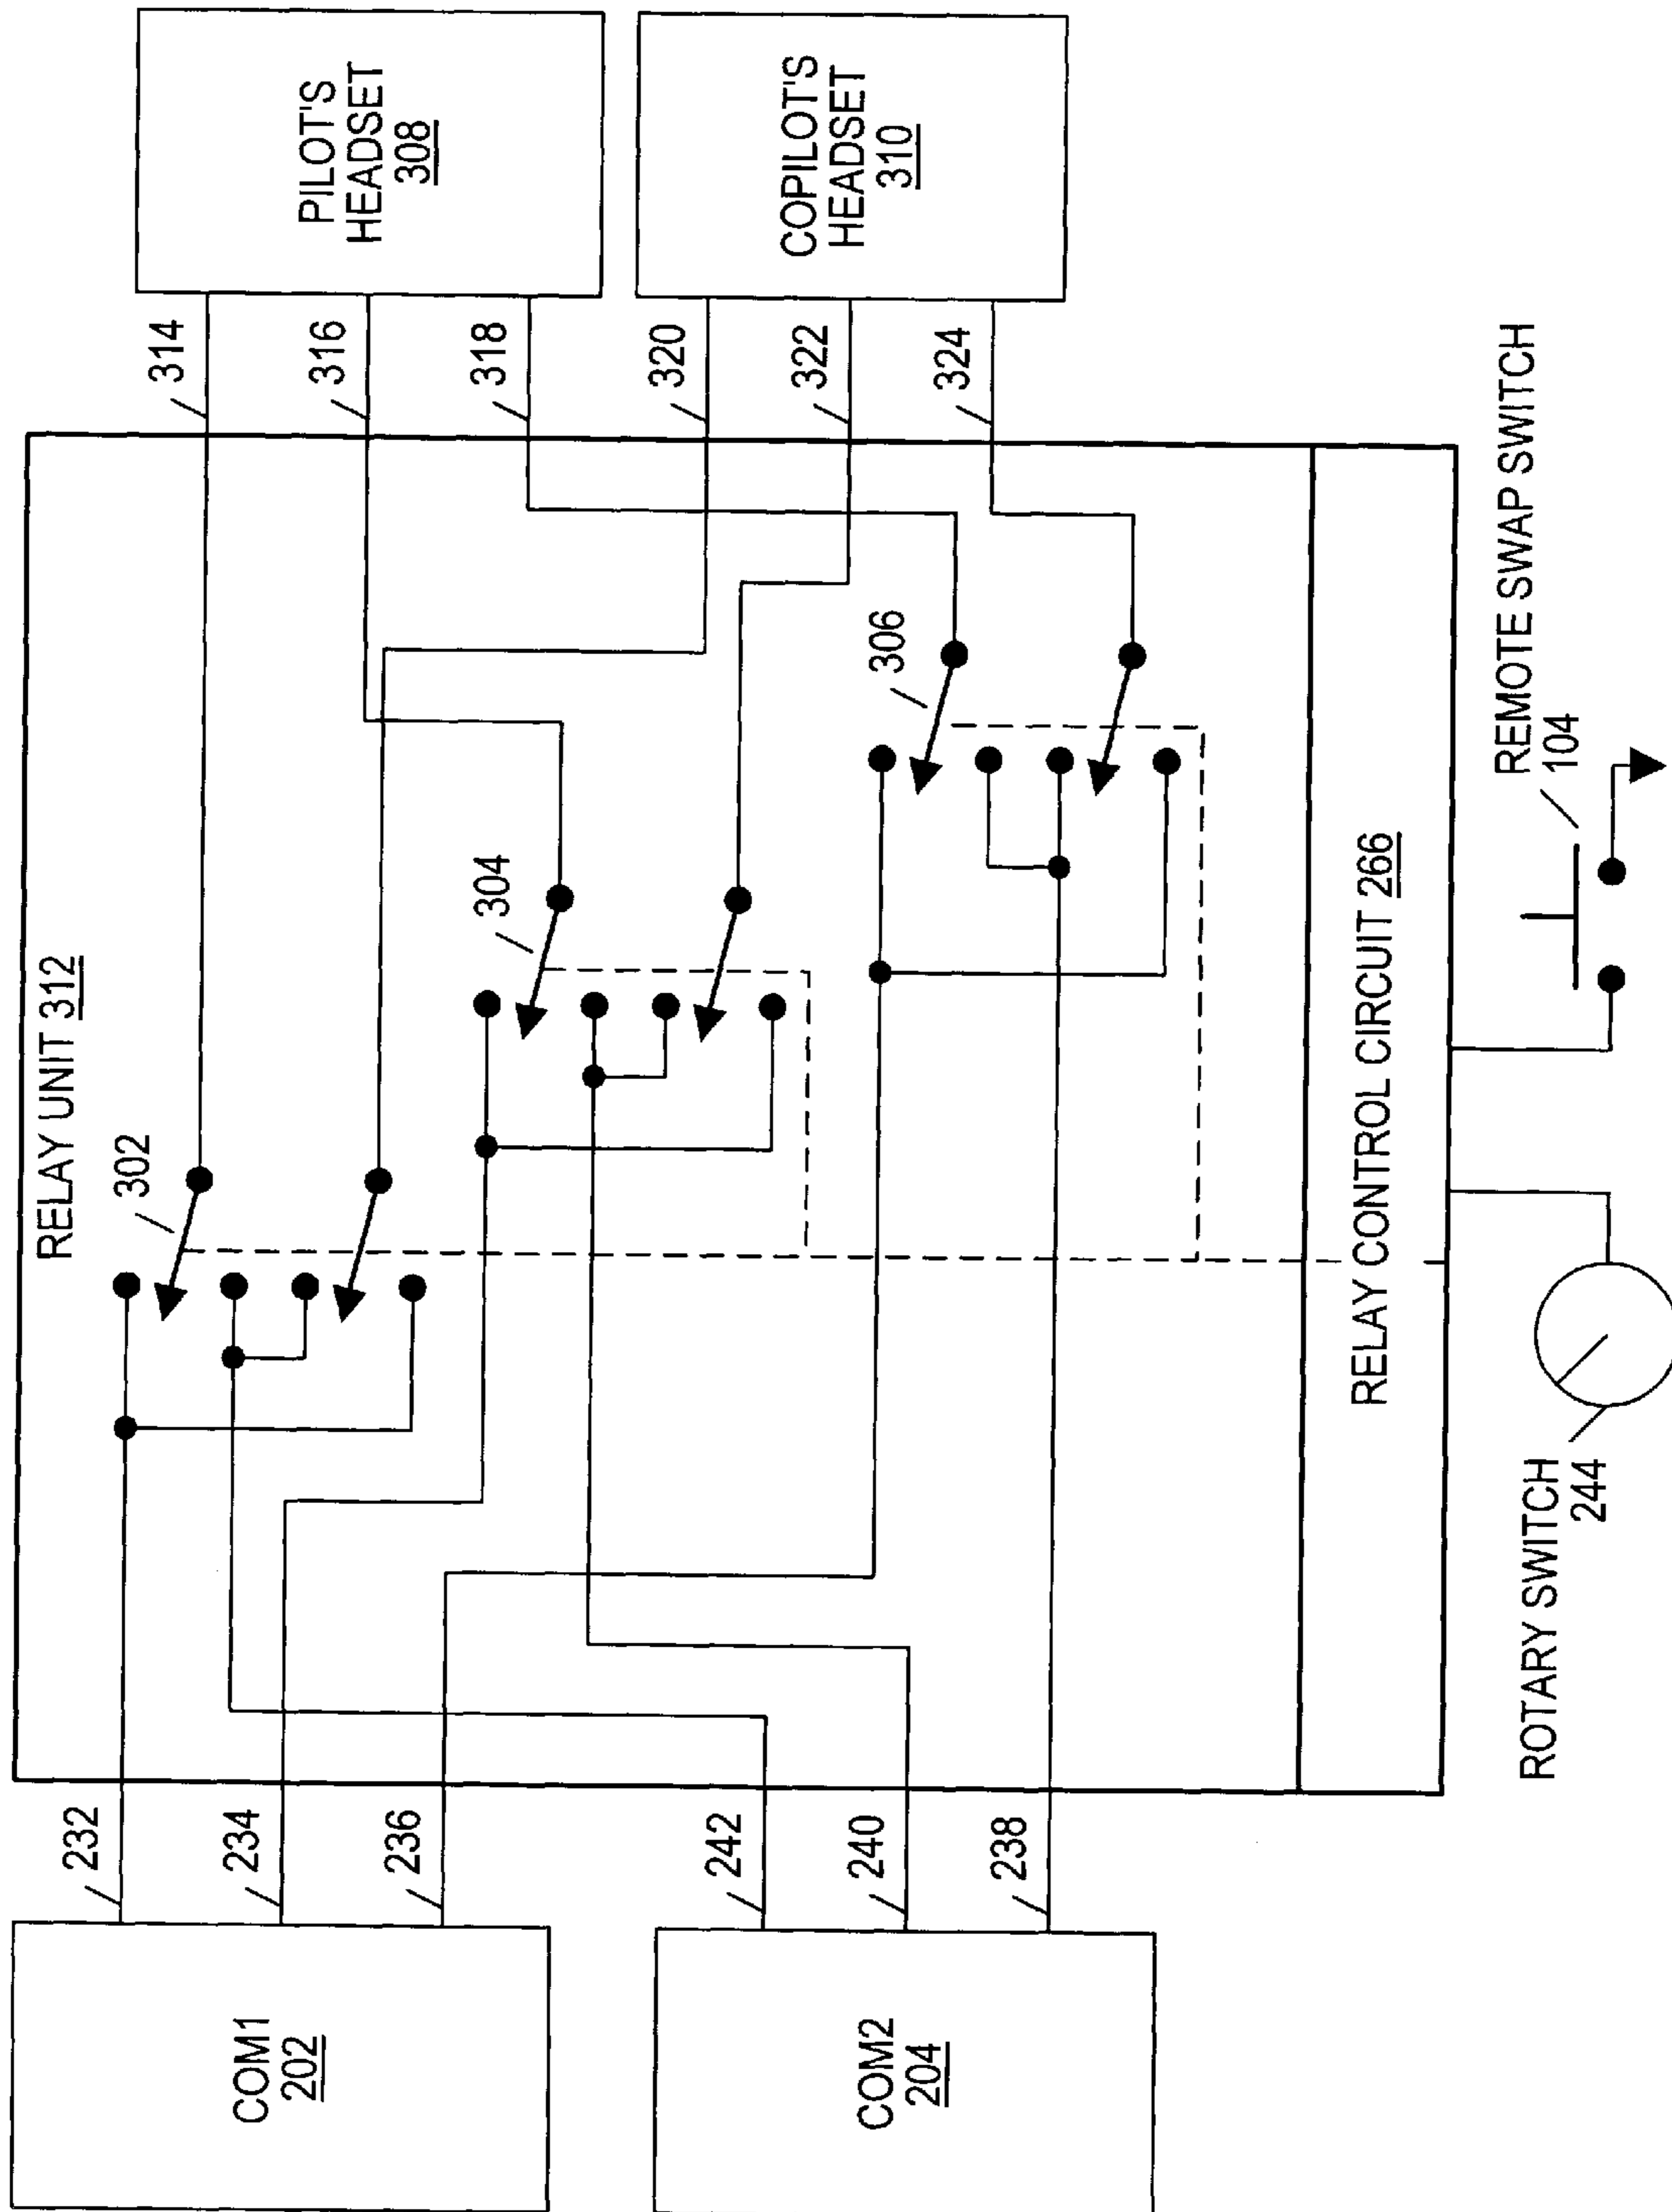 RELAY UNIT 312
COM1
202
232
234
236
COM2
204
242
240
238
302
304
306
314
316
318
320
322
324
PILOT'S
HEADSET
308
COPILOT'S
HEADSET
310
RELAY CONTROL CIRCUIT 266
ROTARY SWITCH
244
REMOTE SWAP SWITCH
104